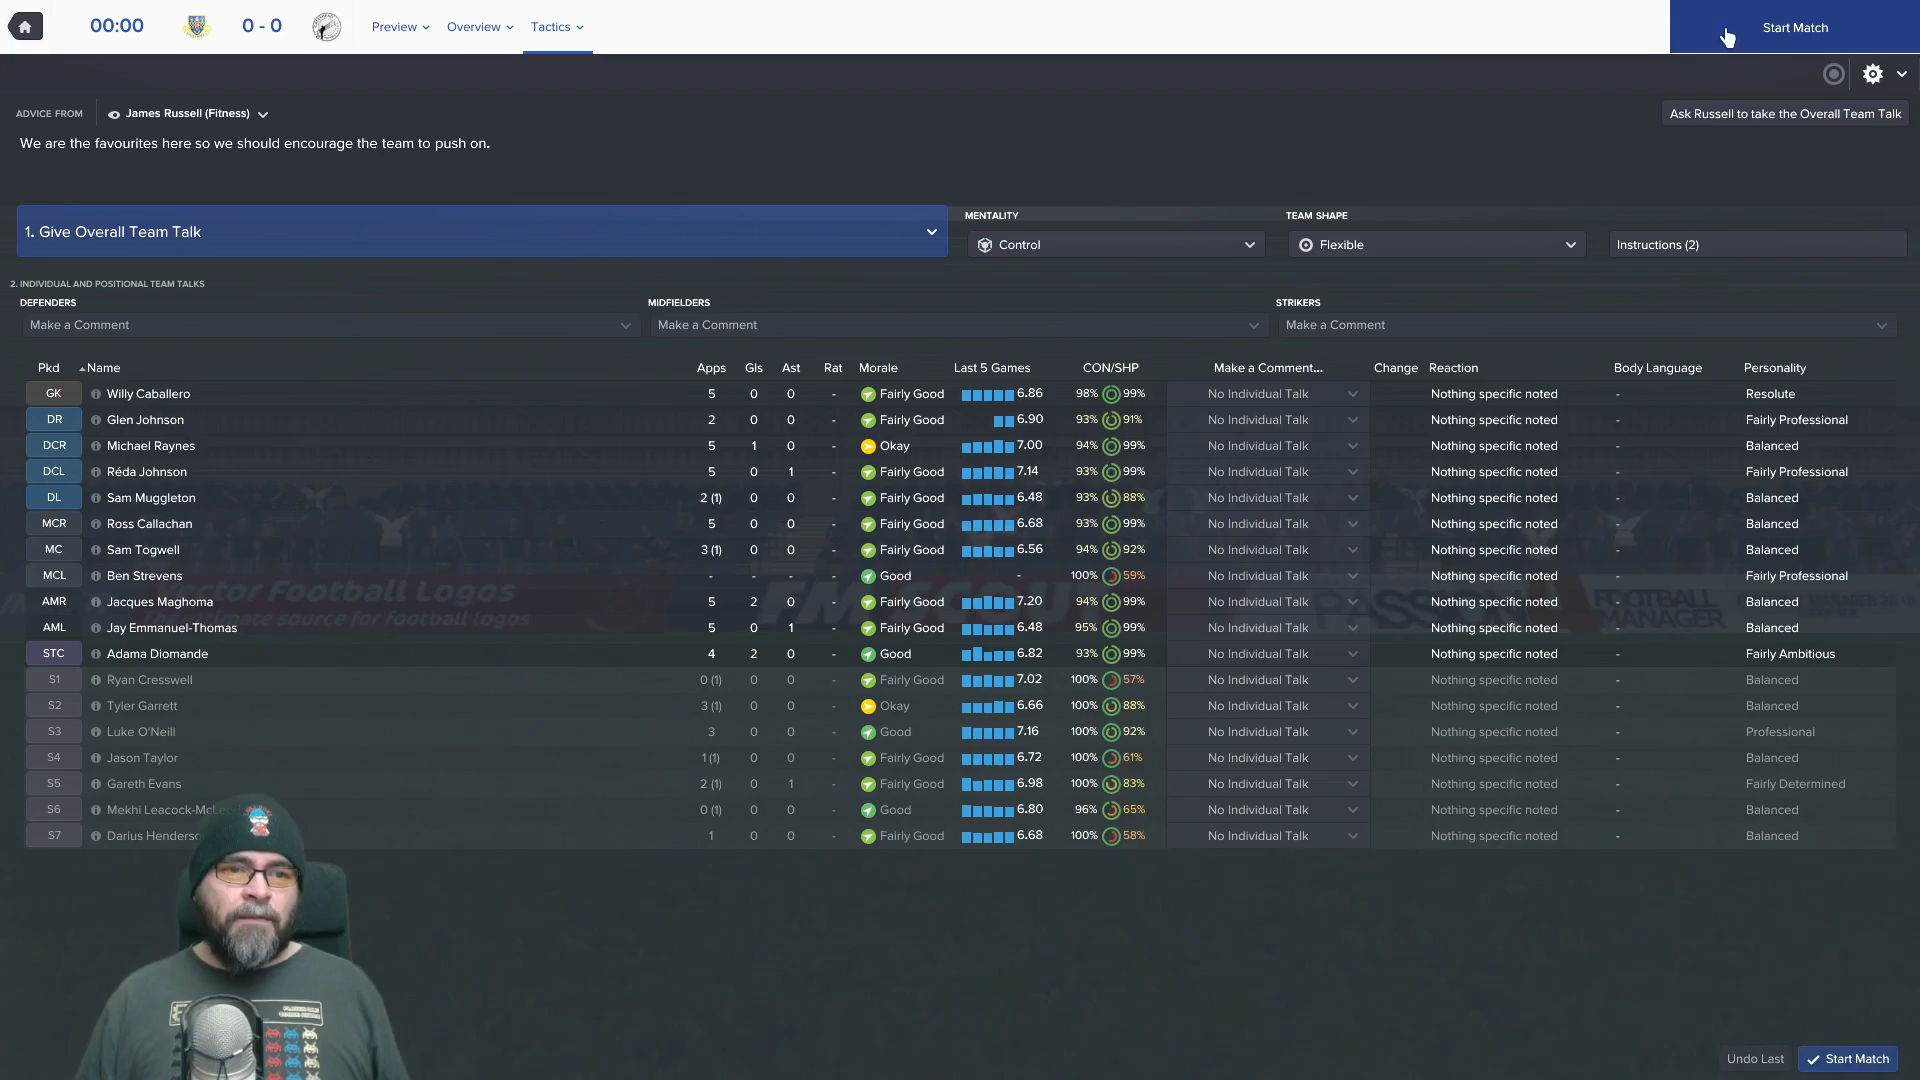 00:00 0 - 0 Preview Overview Tactics Start Match
ADVICE FROM James Russell (Fitness) Ask Russell to take the Overall Team Talk
We are the favourites here so we should encourage the team to push on.
1. Give Overall Team Talk
MENTALITY TEAM SHAPE
Control Flexible Instructions (2)
2. INDIVIDUAL AND POSITIONAL TEAM TALKS
DEFENDERS MIDFIELDERS STRIKERS
Make a Comment Make a Comment Make a Comment
Pkd Name Apps Gls Ast Rat Morale Last 5 Games CON/SHP Make a Comment... Change Reaction Body Language Personality
GK Willy Caballero 5 0 0 - Fairly Good 6.86 98% 99% No Individual Talk Nothing specific noted - Resolute
DR Glen Johnson 2 0 0 - Fairly Good 6.90 93% 91% No Individual Talk Nothing specific noted - Fairly Professional
DCR Michael Raynes 5 1 0 - Okay 7.00 94% 99% No Individual Talk Nothing specific noted - Balanced
DCL Réda Johnson 5 0 1 - Fairly Good 7.14 93% 99% No Individual Talk Nothing specific noted - Fairly Professional
DL Sam Muggleton 2 (1) 0 0 - Fairly Good 6.48 93% 88% No Individual Talk Nothing specific noted - Balanced
MCR Ross Callachan 5 0 0 - Fairly Good 6.68 93% 99% No Individual Talk Nothing specific noted - Balanced
MC Sam Togwell 3 (1) 0 0 - Fairly Good 6.56 94% 92% No Individual Talk Nothing specific noted - Balanced
MCL Ben Strevens - - - - Good - 100% 59% No Individual Talk Nothing specific noted - Fairly Professional
AMR Jacques Maghoma 5 2 0 - Fairly Good 7.20 94% 99% No Individual Talk Nothing specific noted - Balanced
AML Jay Emmanuel-Thomas 5 0 1 - Fairly Good 6.48 95% 99% No Individual Talk Nothing specific noted - Balanced
STC Adama Diomande 4 2 0 - Good 6.82 93% 99% No Individual Talk Nothing specific noted - Fairly Ambitious
S1 Ryan Cresswell 0 (1) 0 0 - Fairly Good 7.02 100% 57% No Individual Talk Nothing specific noted - Balanced
S2 Tyler Garrett 3 (1) 0 0 - Okay 6.66 100% 88% No Individual Talk Nothing specific noted - Balanced
S3 Luke O'Neill 3 0 0 - Good 7.16 100% 92% No Individual Talk Nothing specific noted - Professional
S4 Jason Taylor 1 (1) 0 0 - Fairly Good 6.72 100% 61% No Individual Talk Nothing specific noted - Balanced
S5 Gareth Evans 2 (1) 0 1 - Fairly Good 6.98 100% 83% No Individual Talk Nothing specific noted - Fairly Determined
S6 Mekhi 0 (1) 0 0 - Good 6.80 96% 65% No Individual Talk Nothing specific noted - Balanced
S7 Darius 1 0 0 - Fairly Good 6.68 100% 58% No Individual Talk Nothing specific noted - Balanced
Football Logos
source for football logos
FOOTBALL
MANAGER
Undo Last Start Match